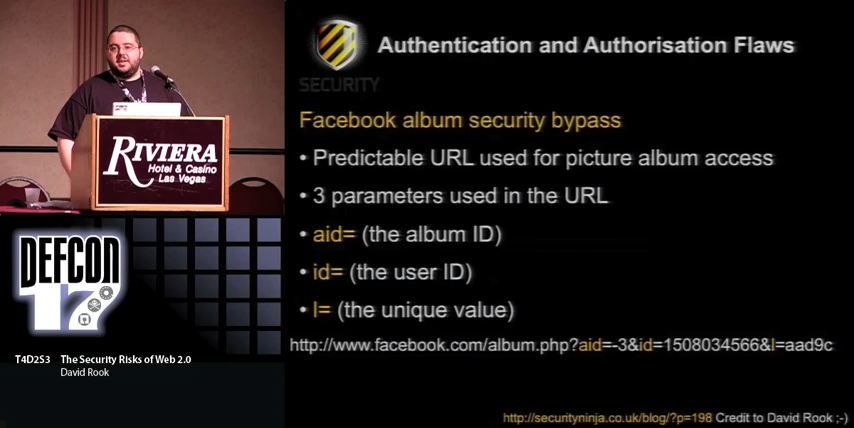 RIVIERA
Hotel & Casino
Las Vegas
DEFCON
17
T4D2S3 The Security Risks of Web 2.0
David Rook
Authentication and Authorisation Flaws
SECURITY
Facebook album security bypass
• Predictable URL used for picture album access
• 3 parameters used in the URL
• aid= (the album ID)
• id= (the user ID)
• l= (the unique value)
http://www.facebook.com/album.php?aid=-3&id=1508034566&l=aad9c
http://securityninja.co.uk/blog/?p=198 Credit to David Rook ;-)